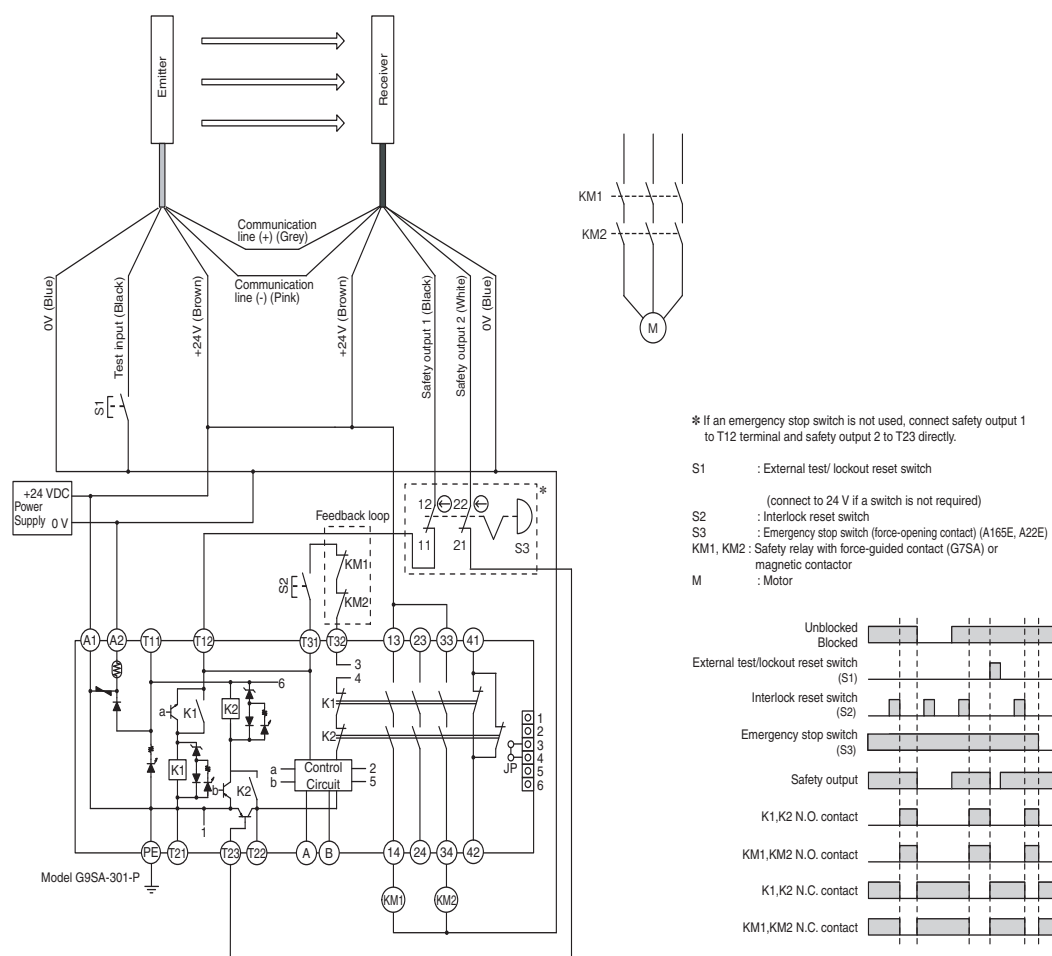 Emitter
Receiver
Communication
line (+) (Grey)
Communication
line (-) (Pink)
0V (Blue)
Test input (Black)
+24V (Brown)
+24V (Brown)
Safety output 1 (Black)
Safety output 2 (White)
0V (Blue)
KM1
KM2
M
S1
✻ If an emergency stop switch is not used, connect safety output 1
to T12 terminal and safety output 2 to T23 directly.
S1 : External test/ lockout reset switch
(connect to 24 V if a switch is not required)
S2 : Interlock reset switch
S3 : Emergency stop switch (force-opening contact) (A165E, A22E)
KM1, KM2 : Safety relay with force-guided contact (G7SA) or
magnetic contactor
M : Motor
+24 VDC
Power
Supply 0 V
Feedback loop
12 22 ✻
11 21 S3
S2
KM1
KM2
A1 A2 T11 T12 T31 T32 13 23 33 41
3
4
6
a K1 K2 K1
K2
1
2
3
4
5
6
JP
K1
b K2
a
b
Control
Circuit
2
5
1
PE T21 T23 T22 A B 14 24 34 42
Model G9SA-301-P
KM1 KM2
Unblocked
Blocked
External test/lockout reset switch
(S1)
Interlock reset switch
(S2)
Emergency stop switch
(S3)
Safety output
K1,K2 N.O. contact
KM1,KM2 N.O. contact
K1,K2 N.C. contact
KM1,KM2 N.C. contact